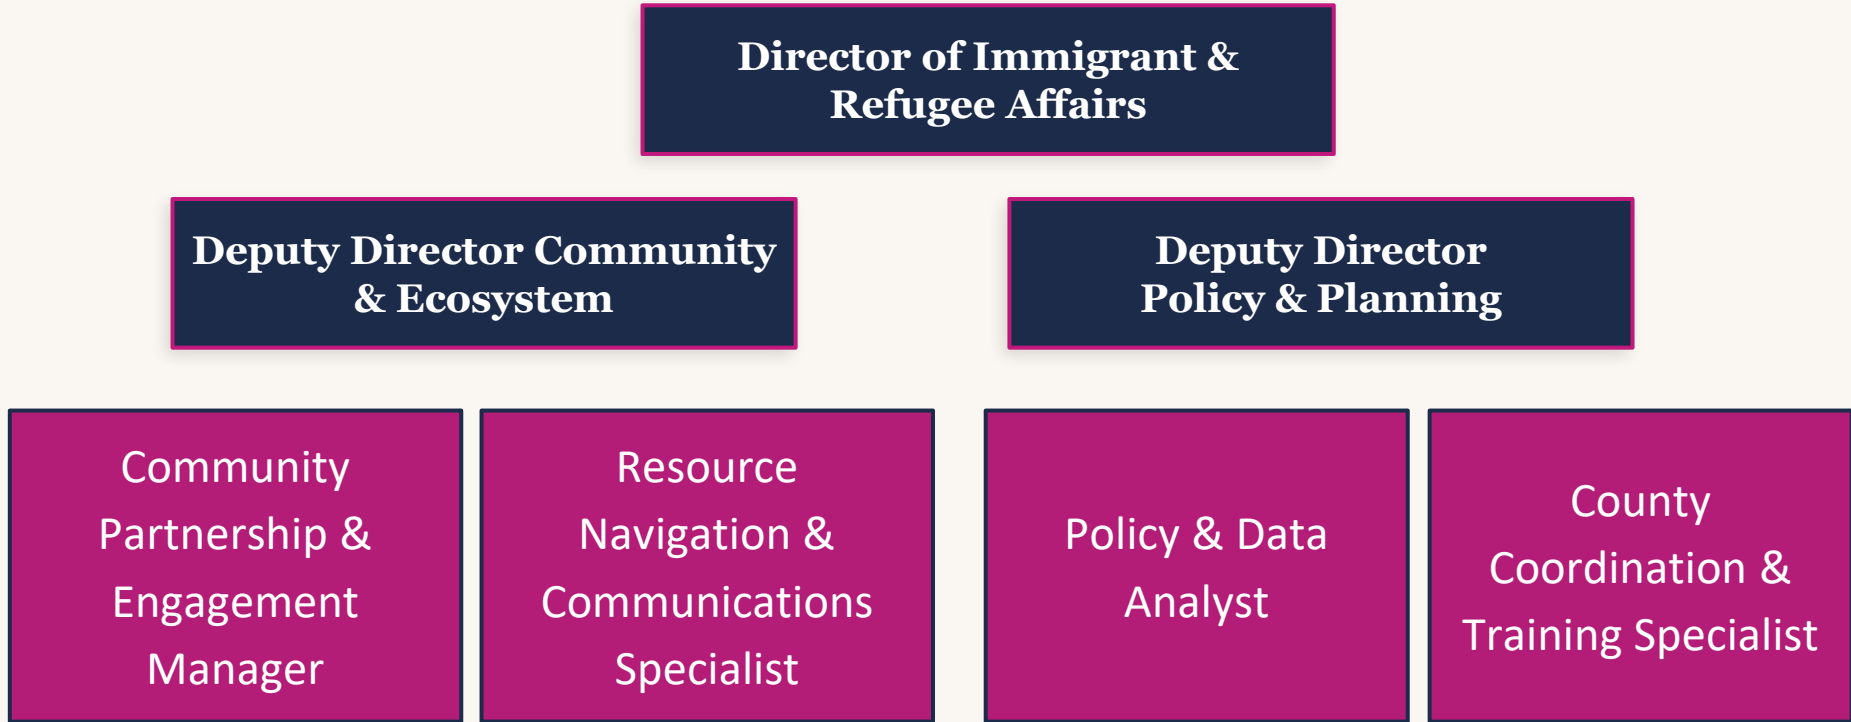 Director of Immigrant &
Refugee Affairs
Deputy Director Community
& Ecosystem
Deputy Director
Policy & Planning
Community
Partnership &
Engagement
Manager
Resource
Navigation &
Communications
Specialist
Policy & Data
Analyst
County
Coordination &
Training Specialist